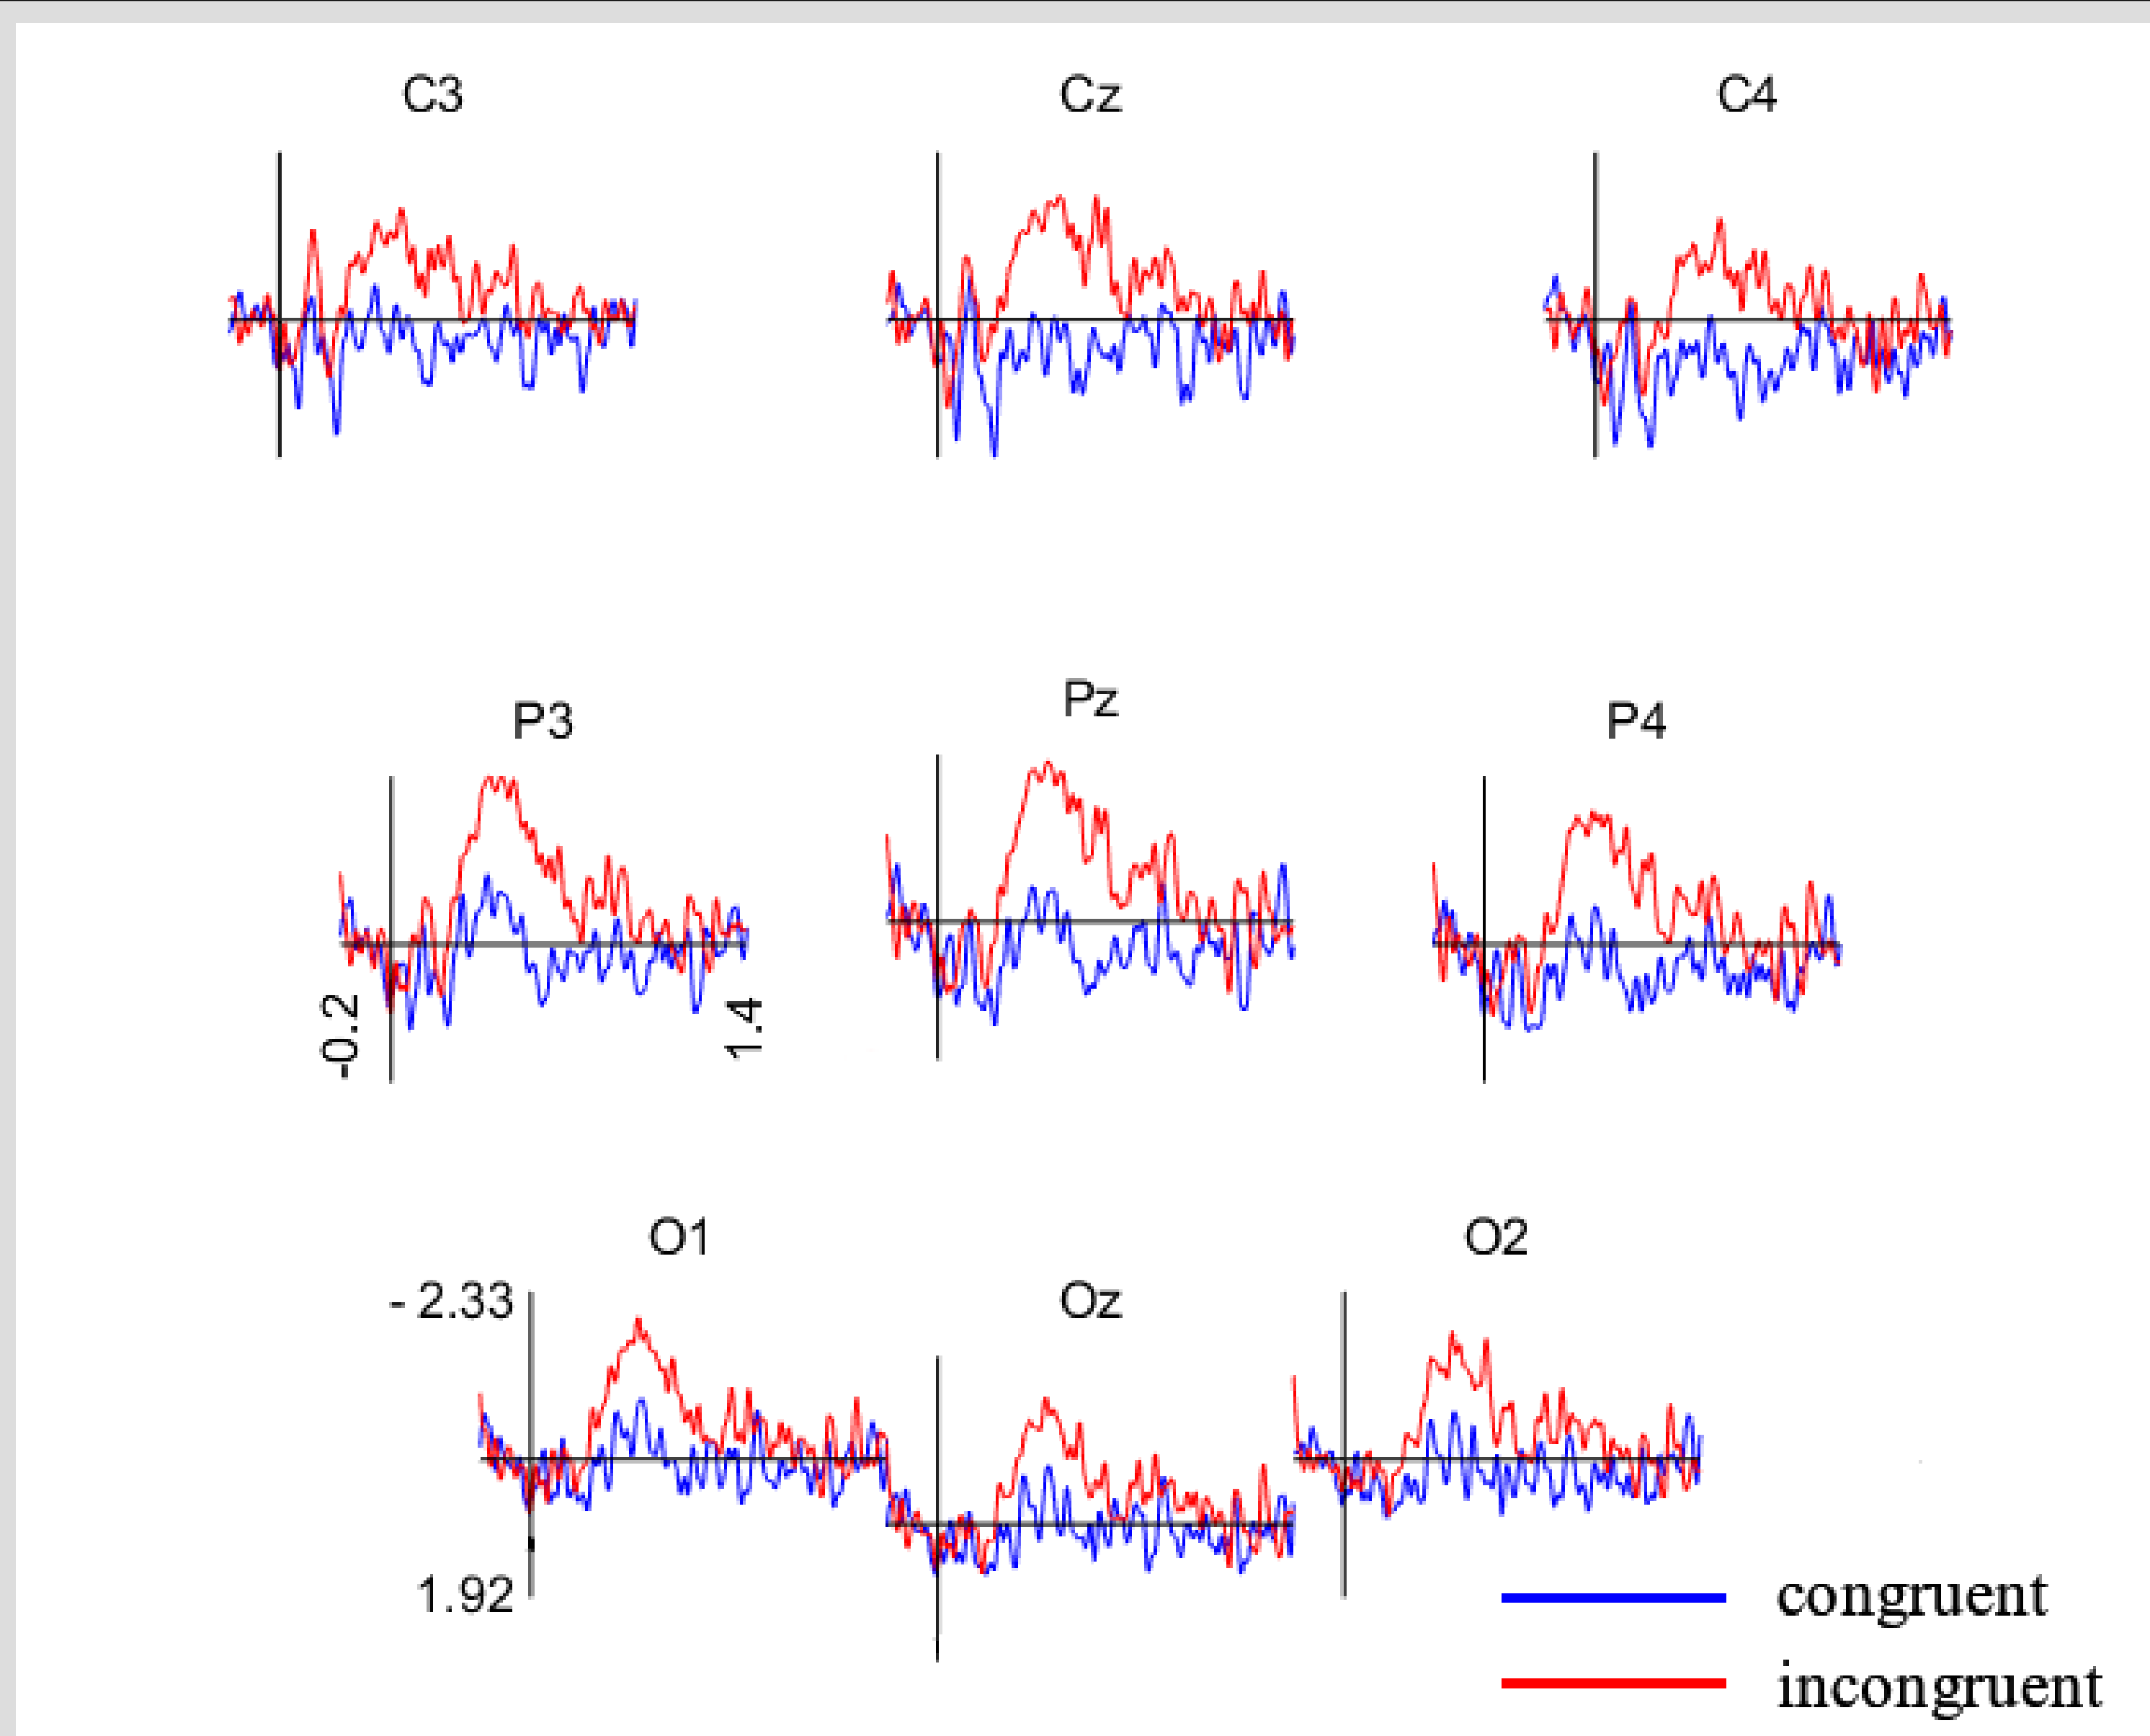 C3
Cz
C4
P3
Pz
P4
-0.2
1.4
O1
O2
- 2.33
Oz
1.92
congruent
incongruent